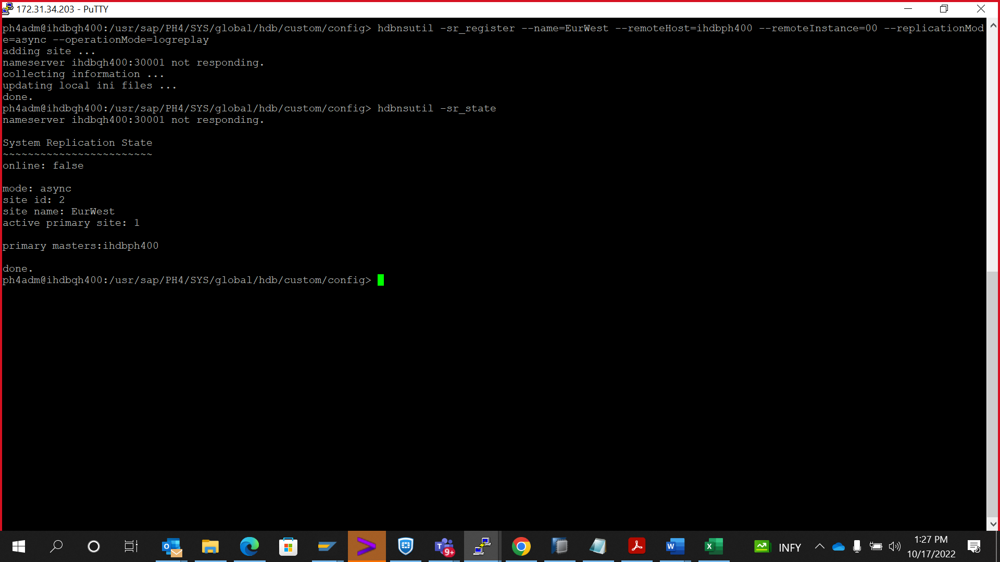 172.31.34.203 - PuTTY
ph4adm@ihdbqh400:/usr/sap/PH4/SYS/global/hdb/custom/config> hdbnsutil -sr_register --name=EurWest --remoteHost=ihdbph400 --remoteInstance=00 --replicationMod
e=async --operationMode=logreplay
adding site ...
nameserver ihdbqh400:30001 not responding.
collecting information ...
updating local ini files ...
done.
ph4adm@ihdbqh400:/usr/sap/PH4/SYS/global/hdb/custom/config> hdbnsutil -sr_state
nameserver ihdbqh400:30001 not responding.
System Replication State
~~~~~~~~~~~~~~~~~~~~~~~~
online: false
mode: async
site id: 2
site name: EurWest
active primary site: 1
primary masters:ihdbph400
done.
ph4adm@ihdbqh400:/usr/sap/PH4/SYS/global/hdb/custom/config>
9+
INFY
1:27 PM
10/17/2022